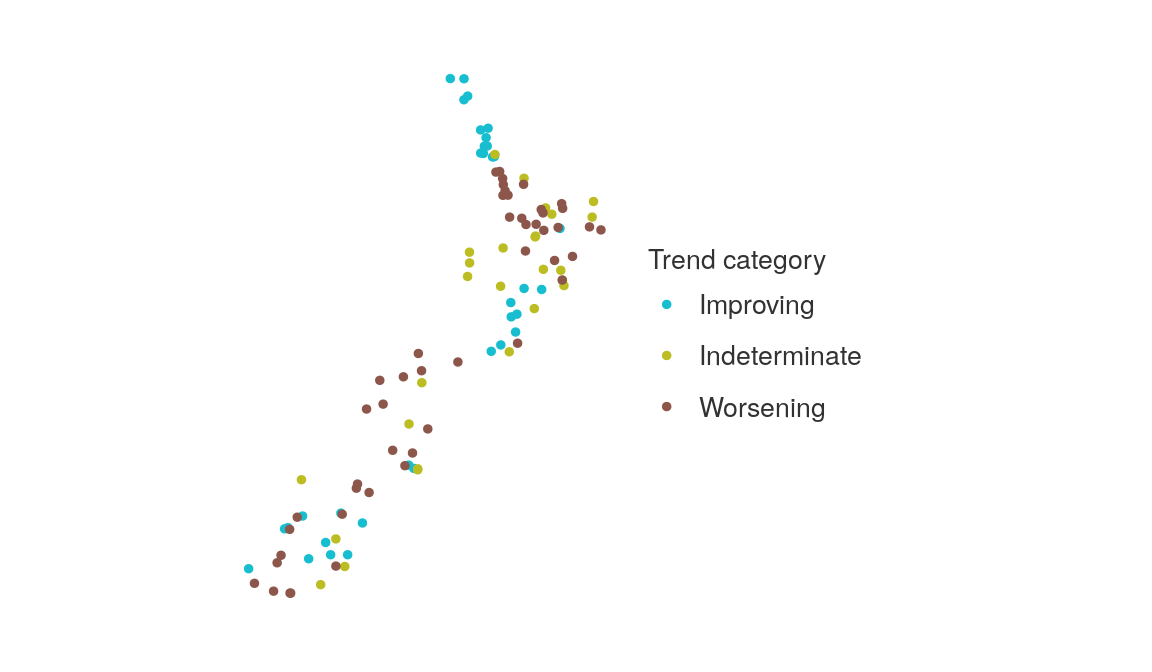 Trend category
Improving
Indeterminate
Worsening